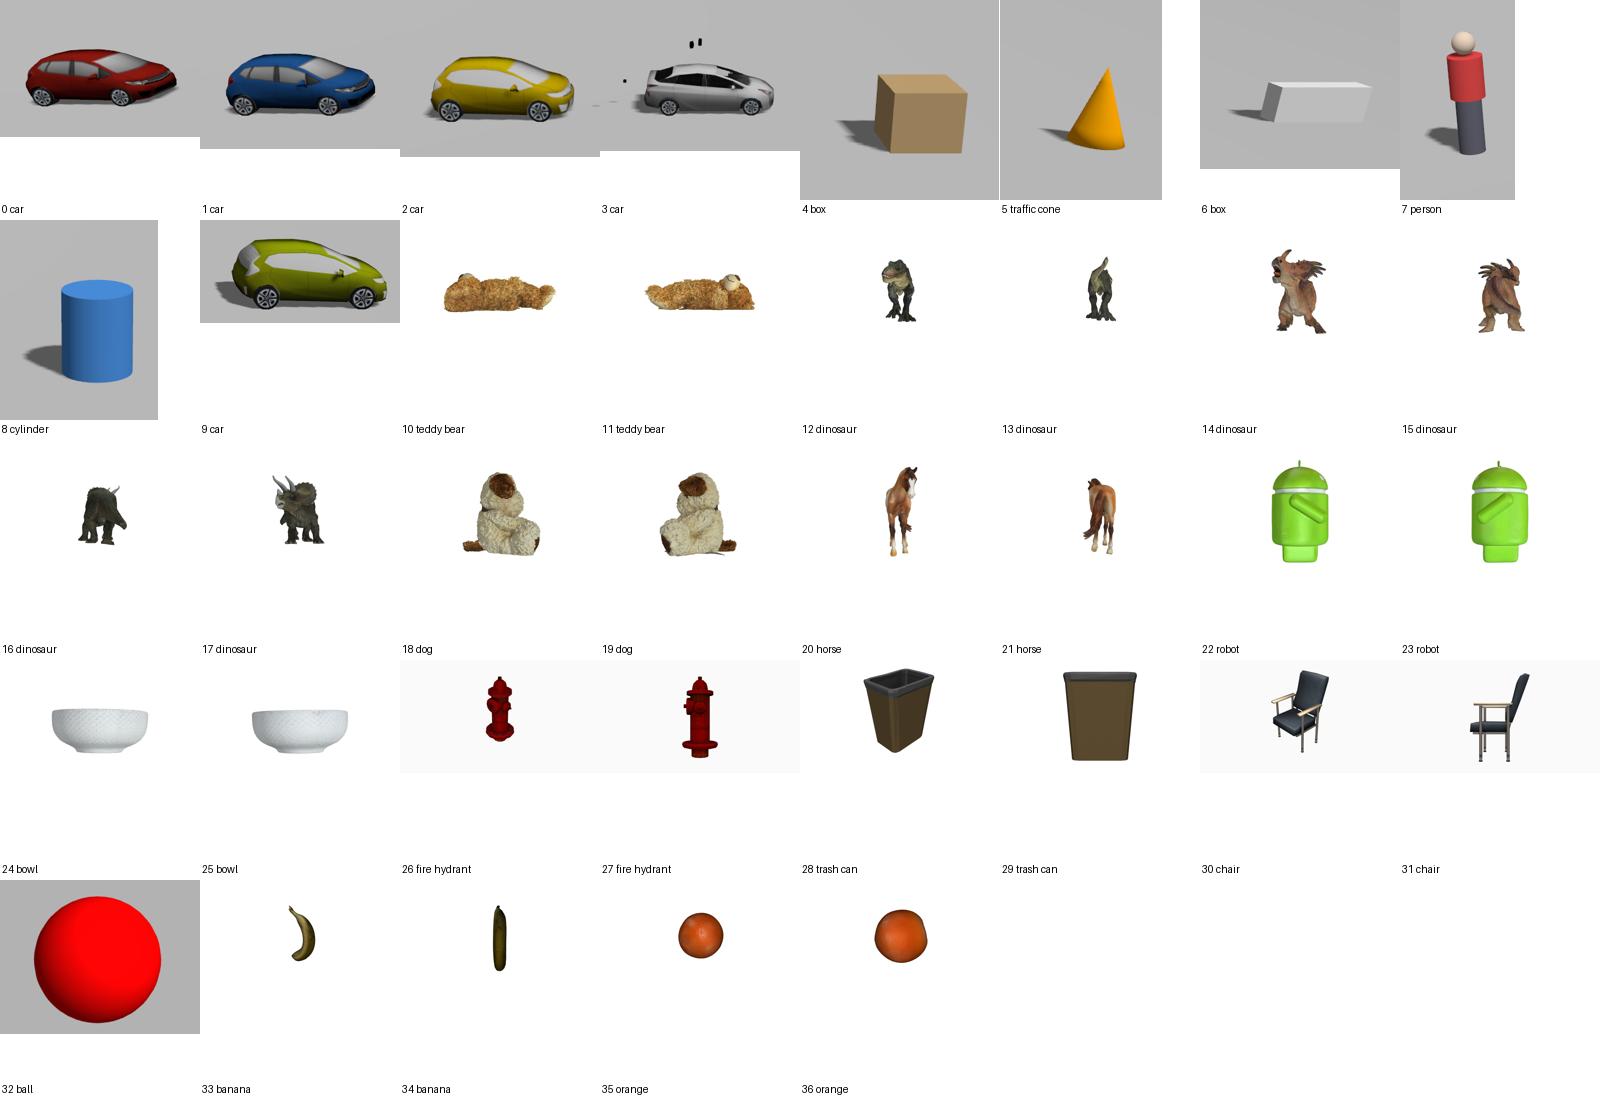 0 car
1 car
2 car
3 car
4 box
5 traffic cone
6 box
7 person
8 cylinder
9 car
10 teddy bear
11 teddy bear
12 dinosaur
13 dinosaur
14 dinosaur
15 dinosaur
16 dinosaur
17 dinosaur
18 dog
19 dog
20 horse
21 horse
22 robot
23 robot
24 bowl
25 bowl
26 fire hydrant
27 fire hydrant
28 trash can
29 trash can
30 chair
31 chair
32 ball
33 banana
34 banana
35 orange
36 orange